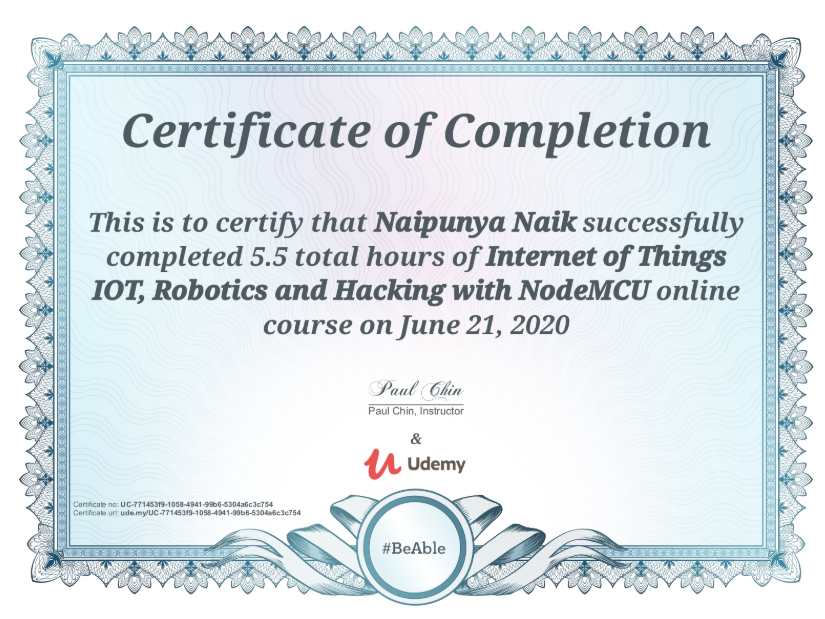 Certificate of Completion
This is to certify that Naipunya Naik successfully
completed 5.5 total hours of Internet of Things
IOT, Robotics and Hacking with NodeMCU online
course on June 21, 2020
Paul Chin
Paul Chin, Instructor
&
Udemy
Certificate no: UC-771453f9-1058-4941-99b6-5304a6c3c754
Certificate url: ude.my/UC-771453f9-1058-4941-99b6-5304a6c3c754
#BeAble